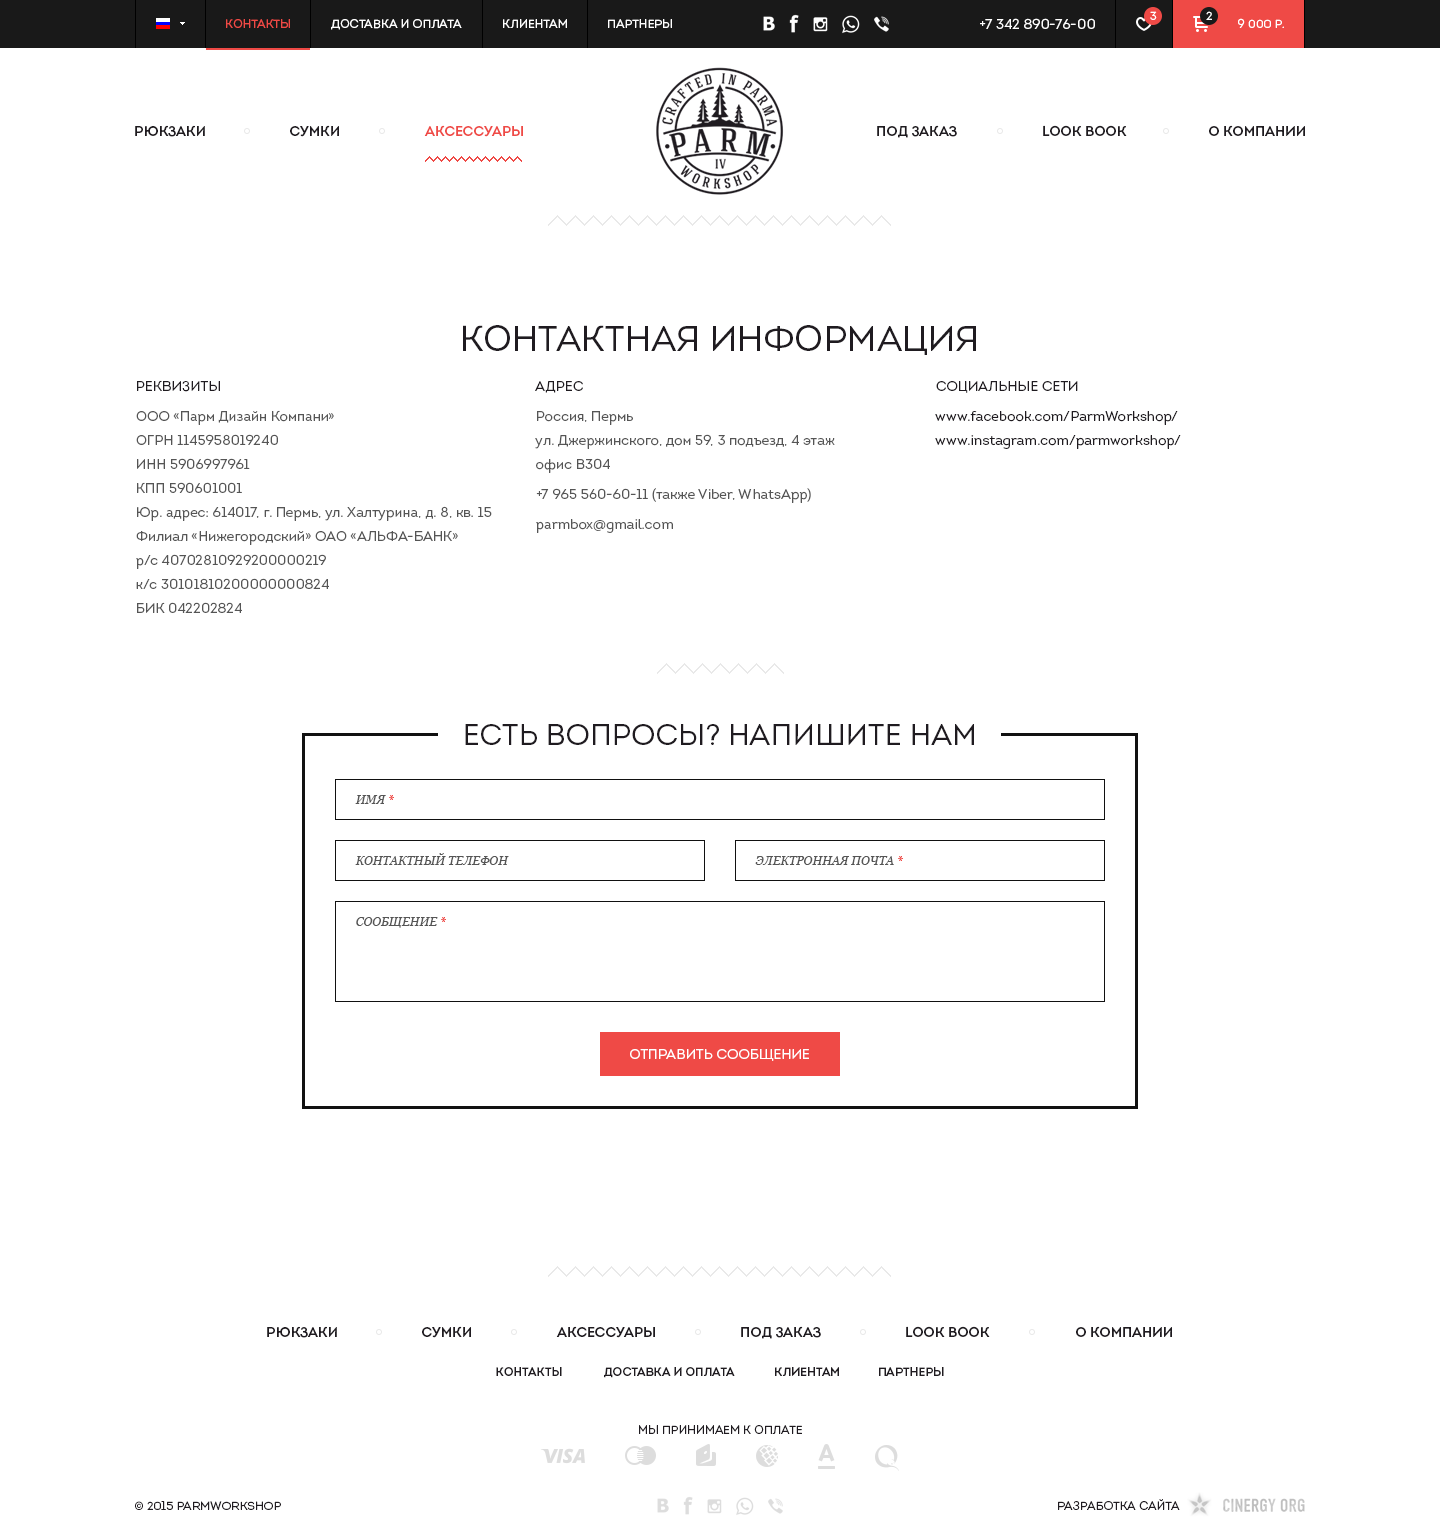 КОНТАКТЫ ДОСТАВКА И ОПЛАТА КЛИЕНТАМ ПАРТНЕРЫ +7 342 890-76-00 3 2 9 000 Р.
РЮКЗАКИ СУМКИ АКСЕССУАРЫ ПОД ЗАКАЗ LOOK BOOK О КОМПАНИИ
CRAFTED IN PARMA
PARM
IV
WORKSHOP
КОНТАКТНАЯ ИНФОРМАЦИЯ
РЕКВИЗИТЫ
ООО «Парм Дизайн Компани»
ОГРН 1145958019240
ИНН 5906997961
КПП 590601001
Юр. адрес: 614017, г. Пермь, ул. Халтурина, д. 8, кв. 15
Филиал «Нижегородский» ОАО «АЛЬФА-БАНК»
р/с 40702810929200000219
к/с 30101810200000000824
БИК 042202824
АДРЕС
Россия, Пермь
ул. Джержинского, дом 59, 3 подъезд, 4 этаж
офис В304
+7 965 560-60-11 (также Viber, WhatsApp)
parmbox@gmail.com
СОЦИАЛЬНЫЕ СЕТИ
www.facebook.com/ParmWorkshop/
www.instagram.com/parmworkshop/
ЕСТЬ ВОПРОСЫ? НАПИШИТЕ НАМ
ИМЯ *
КОНТАКТНЫЙ ТЕЛЕФОН ЭЛЕКТРОННАЯ ПОЧТА *
СООБЩЕНИЕ *
ОТПРАВИТЬ СООБЩЕНИЕ
РЮКЗАКИ СУМКИ АКСЕССУАРЫ ПОД ЗАКАЗ LOOK BOOK О КОМПАНИИ
КОНТАКТЫ ДОСТАВКА И ОПЛАТА КЛИЕНТАМ ПАРТНЕРЫ
МЫ ПРИНИМАЕМ К ОПЛАТЕ
VISA
© 2015 PARMWORKSHOP РАЗРАБОТКА САЙТА CINERGY ORG